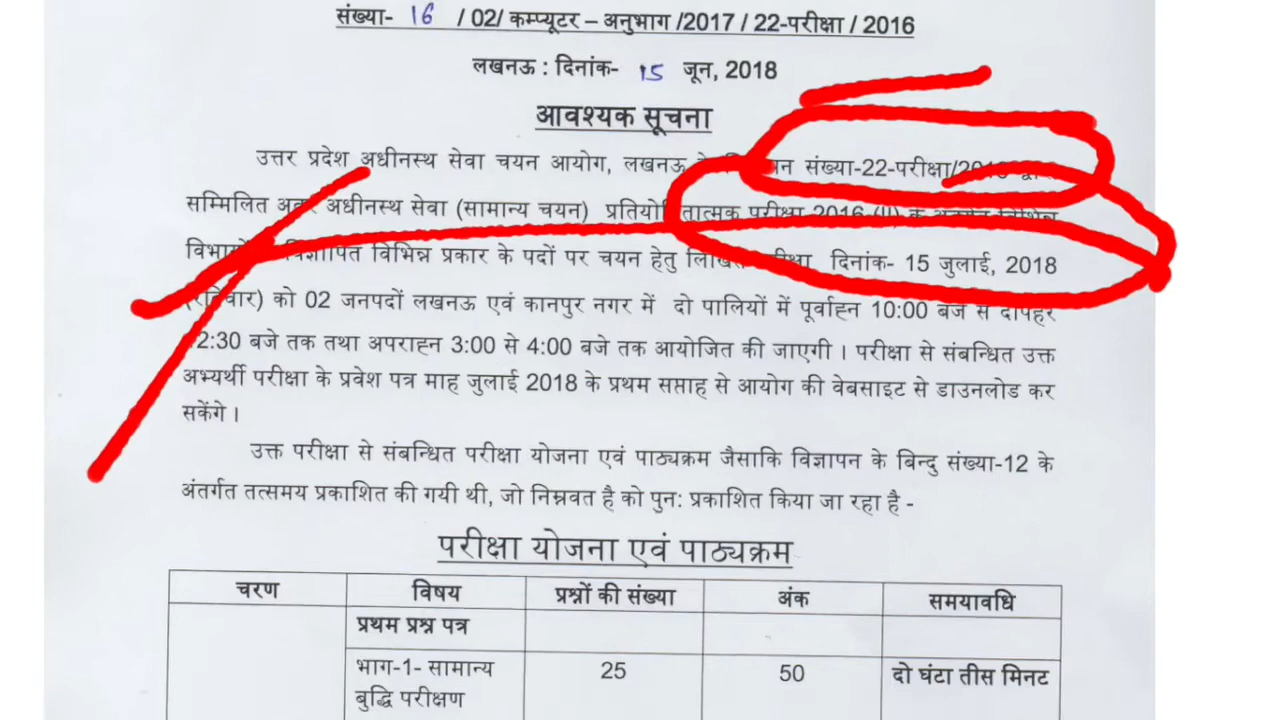 संख्या- 16 / 02/ कम्प्यूटर – अनुभाग /2017 / 22-परीक्षा / 2016
लखनऊ : दिनांक- 15 जून, 2018
आवश्यक सूचना
उत्तर प्रदेश अधीनस्थ सेवा चयन आयोग, लखनऊ संख्या-22-परीक्षा/
सम्मिलित अवर अधीनस्थ सेवा (सामान्य चयन) प्रतियोगितात्मक परीक्षा 2016 (II) के
विज्ञापित विभिन्न प्रकार के पदों पर चयन हेतु लिखित परीक्षा दिनांक- 15 जुलाई, 2018
(रविवार) को 02 जनपदों लखनऊ एवं कानपुर नगर में दो पालियों में पूर्वाह्न 10:00 बजे से दोपहर
12:30 बजे तक तथा अपराह्न 3:00 से 4:00 बजे तक आयोजित की जाएगी । परीक्षा से संबन्धित उक्त
अभ्यर्थी परीक्षा के प्रवेश पत्र माह जुलाई 2018 के प्रथम सप्ताह से आयोग की वेबसाइट से डाउनलोड कर
सकेंगे ।
उक्त परीक्षा से संबन्धित परीक्षा योजना एवं पाठ्यक्रम जैसाकि विज्ञापन के बिन्दु संख्या-12 के
अंतर्गत तत्समय प्रकाशित की गयी थी, जो निम्नवत है को पुन: प्रकाशित किया जा रहा है -
परीक्षा योजना एवं पाठ्यक्रम
चरण विषय प्रश्नों की संख्या अंक समयावधि
प्रथम प्रश्न पत्र
भाग-1- सामान्य 25 50 दो घंटा तीस मिनट
बुद्धि परीक्षण